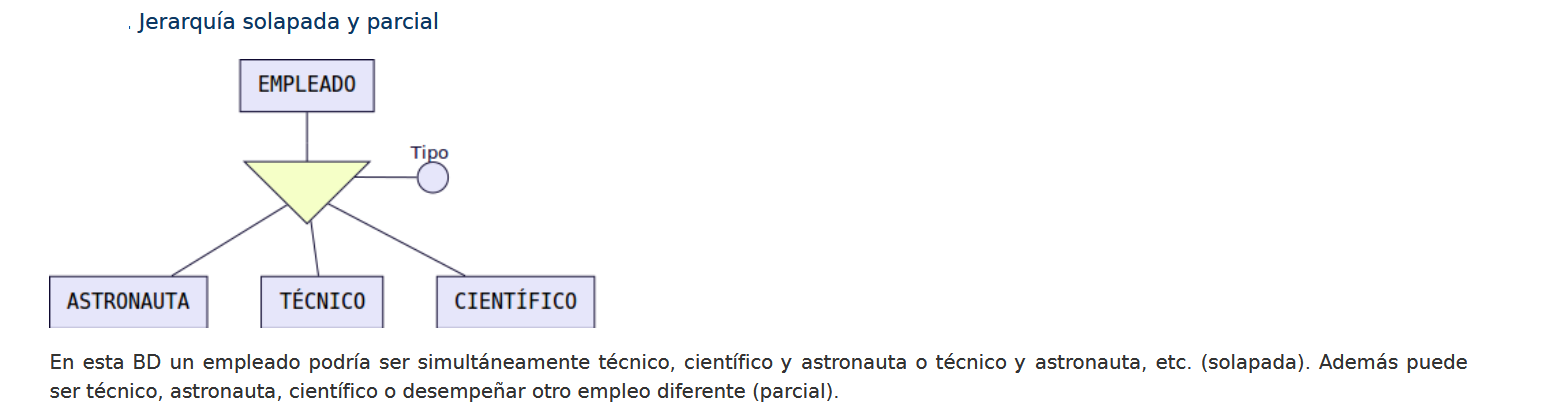 . Jerarquía solapada y parcial
EMPLEADO
Tipo
ASTRONAUTA
TÉCNICO
CIENTÍFICO
En esta BD un empleado podría ser simultáneamente técnico, científico y astronauta o técnico y astronauta, etc. (solapada). Además puede
ser técnico, astronauta, científico o desempeñar otro empleo diferente (parcial).